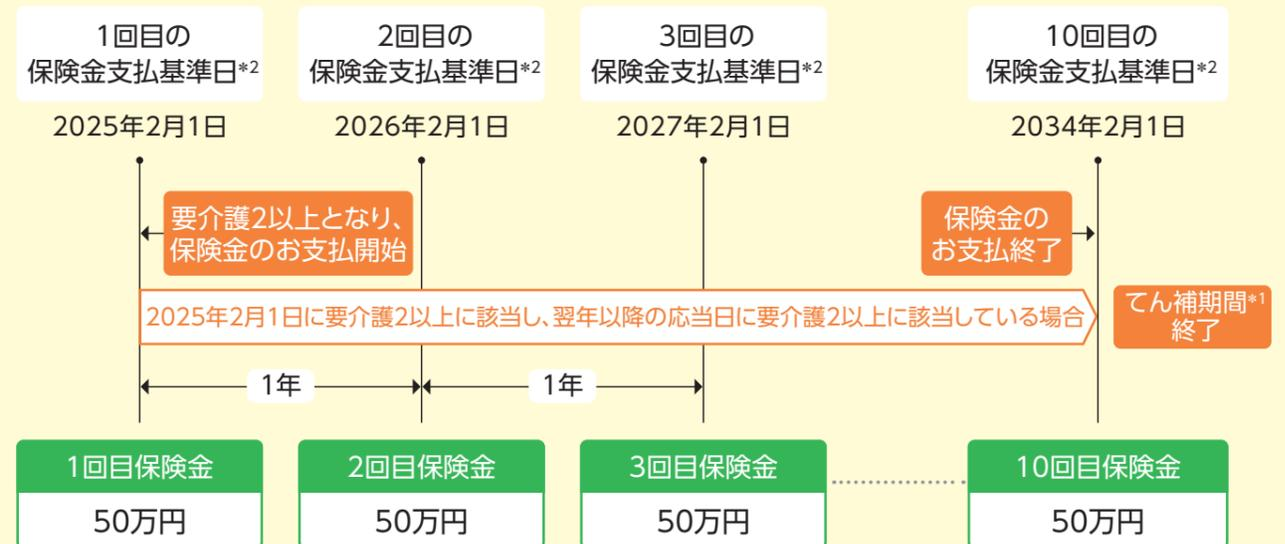 1回目の
保険金支払基準日*2
2回目の
保険金支払基準日*2
3回目の
保険金支払基準日*2
10回目の
保険金支払基準日*2
2025年2月1日
2026年2月1日
2027年2月1日
2034年2月1日
要介護2以上となり、
保険金のお支払開始
保険金の
お支払終了
2025年2月1日に要介護2以上に該当し、翌年以降の応当日に要介護2以上に該当している場合
てん補期間*1
終了
1年
1年
1回目保険金
50万円
2回目保険金
50万円
3回目保険金
50万円
10回目保険金
50万円